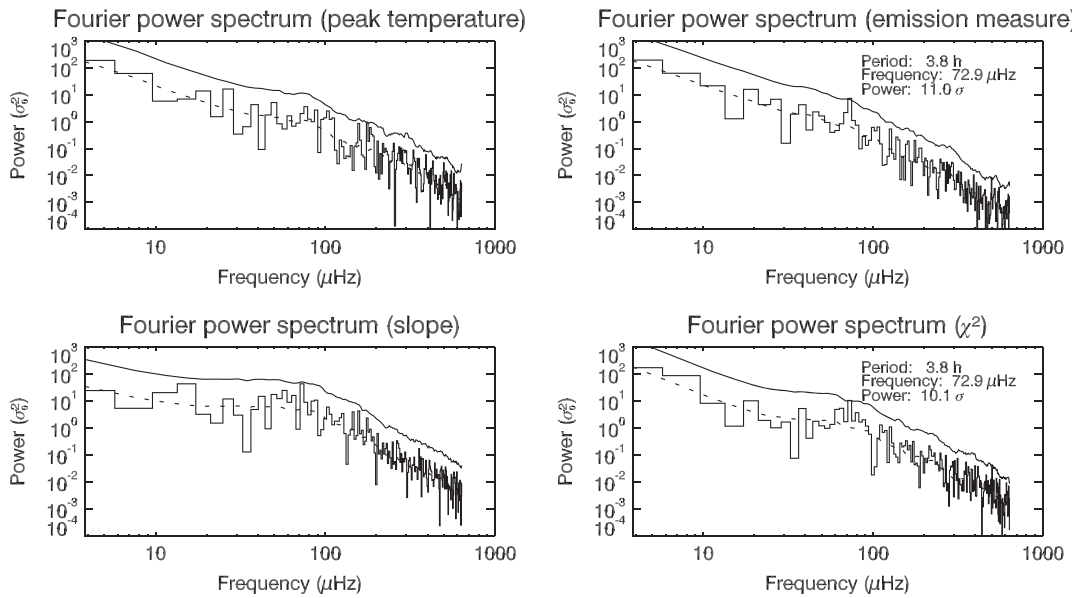 Fourier power spectrum (peak temperature)
Power (σ₀²)
10³
10²
10¹
10⁰
10⁻¹
10⁻²
10⁻³
10⁻⁴
10
100
1000
Frequency (μHz)
Fourier power spectrum (emission measure)
Period: 3.8 h
Frequency: 72.9 μHz
Power: 11.0 σ
Power (σ₀²)
10³
10²
10¹
10⁰
10⁻¹
10⁻²
10⁻³
10⁻⁴
10
100
1000
Frequency (μHz)
Fourier power spectrum (slope)
Power (σ₀²)
10³
10²
10¹
10⁰
10⁻¹
10⁻²
10⁻³
10⁻⁴
10
100
1000
Frequency (μHz)
Fourier power spectrum (χ²)
Period: 3.8 h
Frequency: 72.9 μHz
Power: 10.1 σ
Power (σ₀²)
10³
10²
10¹
10⁰
10⁻¹
10⁻²
10⁻³
10⁻⁴
10
100
1000
Frequency (μHz)